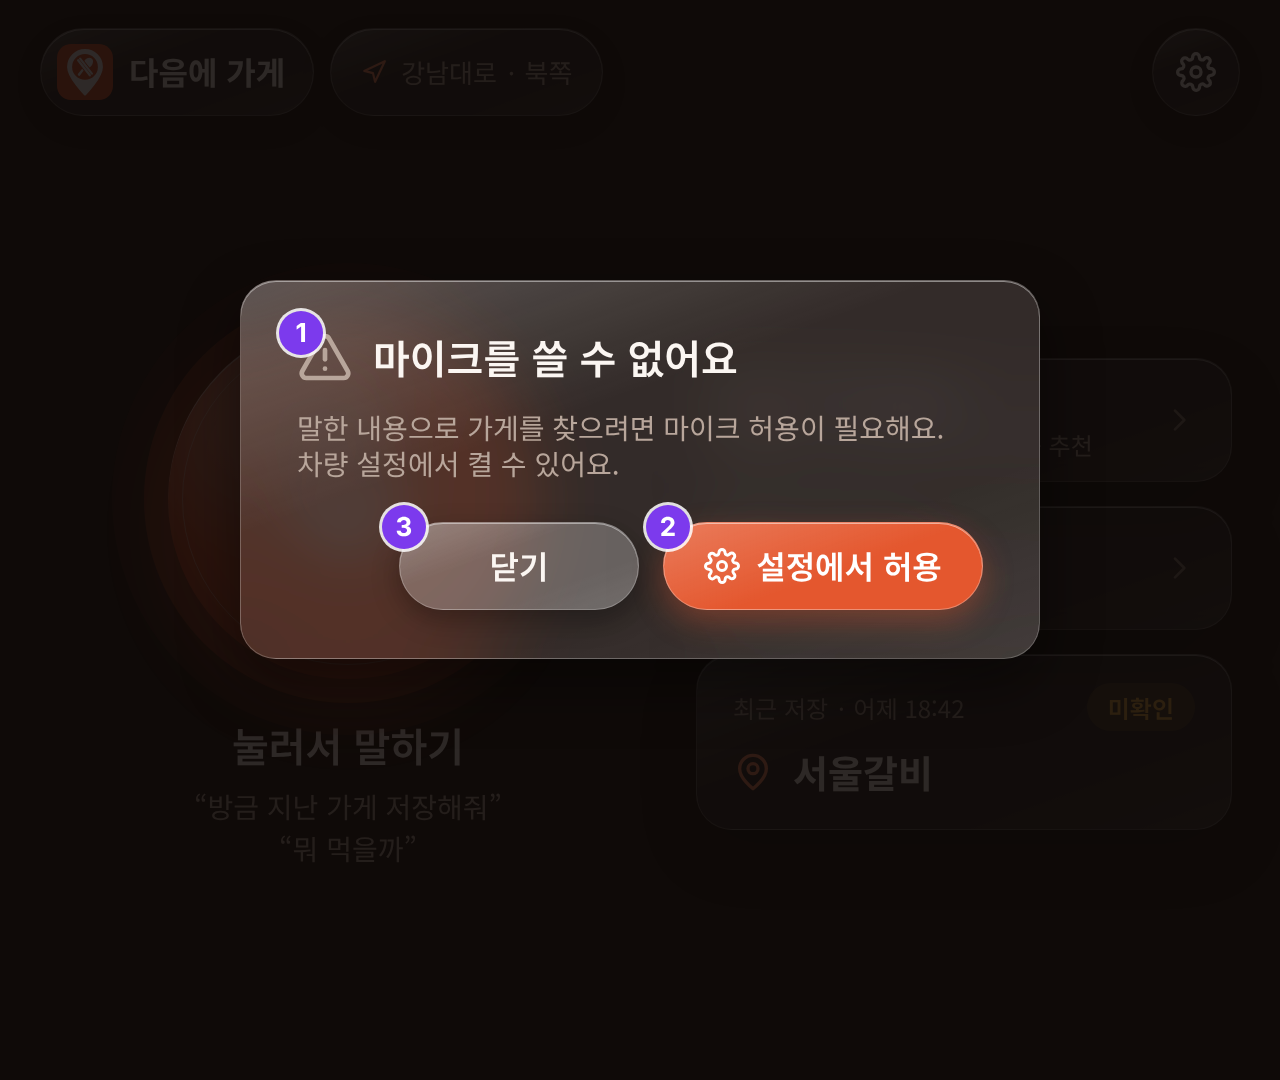 다음에 가게
강남대로 · 북쪽
1
마이크를 쓸 수 없어요
말한 내용으로 가게를 찾으려면 마이크 허용이 필요해요.
차량 설정에서 켤 수 있어요.
3
닫기
2
설정에서 허용
추천
눌러서 말하기
“방금 지난 가게 저장해줘”
“뭐 먹을까”
최근 저장 · 어제 18:42
미확인
서울갈비